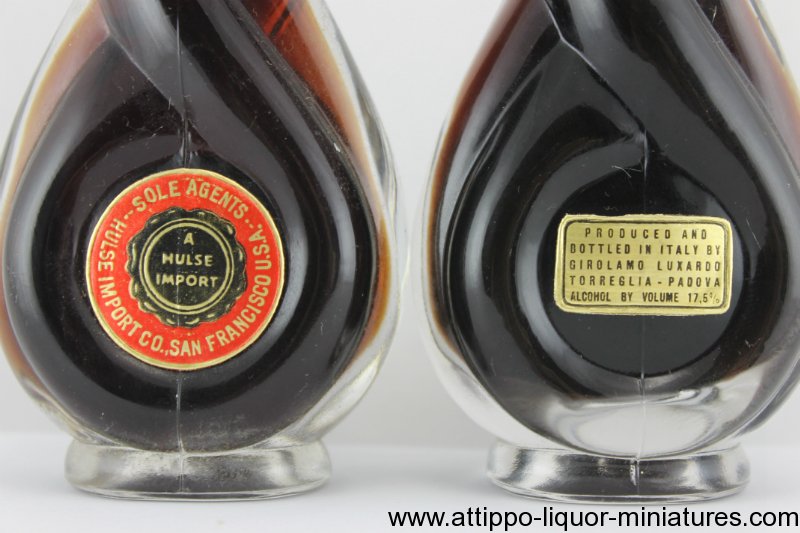 SOLE AGENTS
HULSE IMPORT CO., SAN FRANCISCO U.S.A.
A
HULSE
IMPORT
PRODUCED AND
BOTTLED IN ITALY BY
GIROLAMO LUXARDO
TORREGLIA - PADOVA
ALCOHOL BY VOLUME 17,5%
www.attippo-liquor-miniatures.com